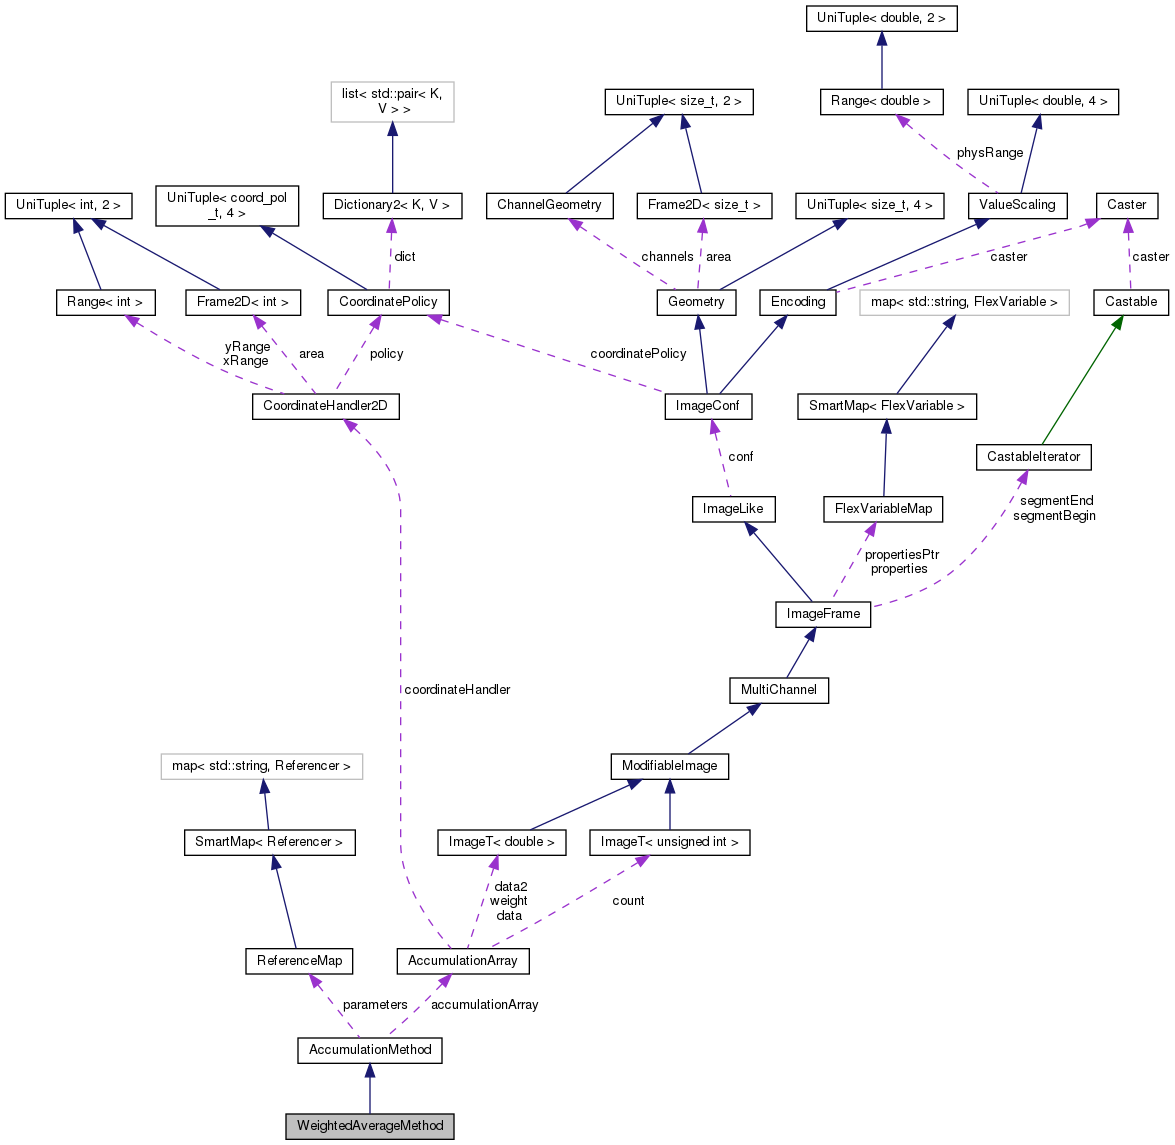 UniTuple< double, 2 >
list< std::pair< K,
V > >
UniTuple< size_t, 2 >
Range< double >
UniTuple< double, 4 >
physRange
UniTuple< int, 2 >
UniTuple< coord_pol
_t, 4 >
Dictionary2< K, V >
ChannelGeometry
Frame2D< size_t >
UniTuple< size_t, 4 >
ValueScaling
Caster
dict
channels
area
caster
caster
Range< int >
Frame2D< int >
CoordinatePolicy
Geometry
Encoding
map< std::string, FlexVariable >
Castable
yRange
xRange
area
policy
coordinatePolicy
CoordinateHandler2D
ImageConf
SmartMap< FlexVariable >
conf
CastableIterator
ImageLike
FlexVariableMap
segmentEnd
segmentBegin
propertiesPtr
properties
ImageFrame
coordinateHandler
MultiChannel
map< std::string, Referencer >
ModifiableImage
SmartMap< Referencer >
ImageT< double >
ImageT< unsigned int >
data2
weight
data
count
ReferenceMap
AccumulationArray
parameters
accumulationArray
AccumulationMethod
WeightedAverageMethod